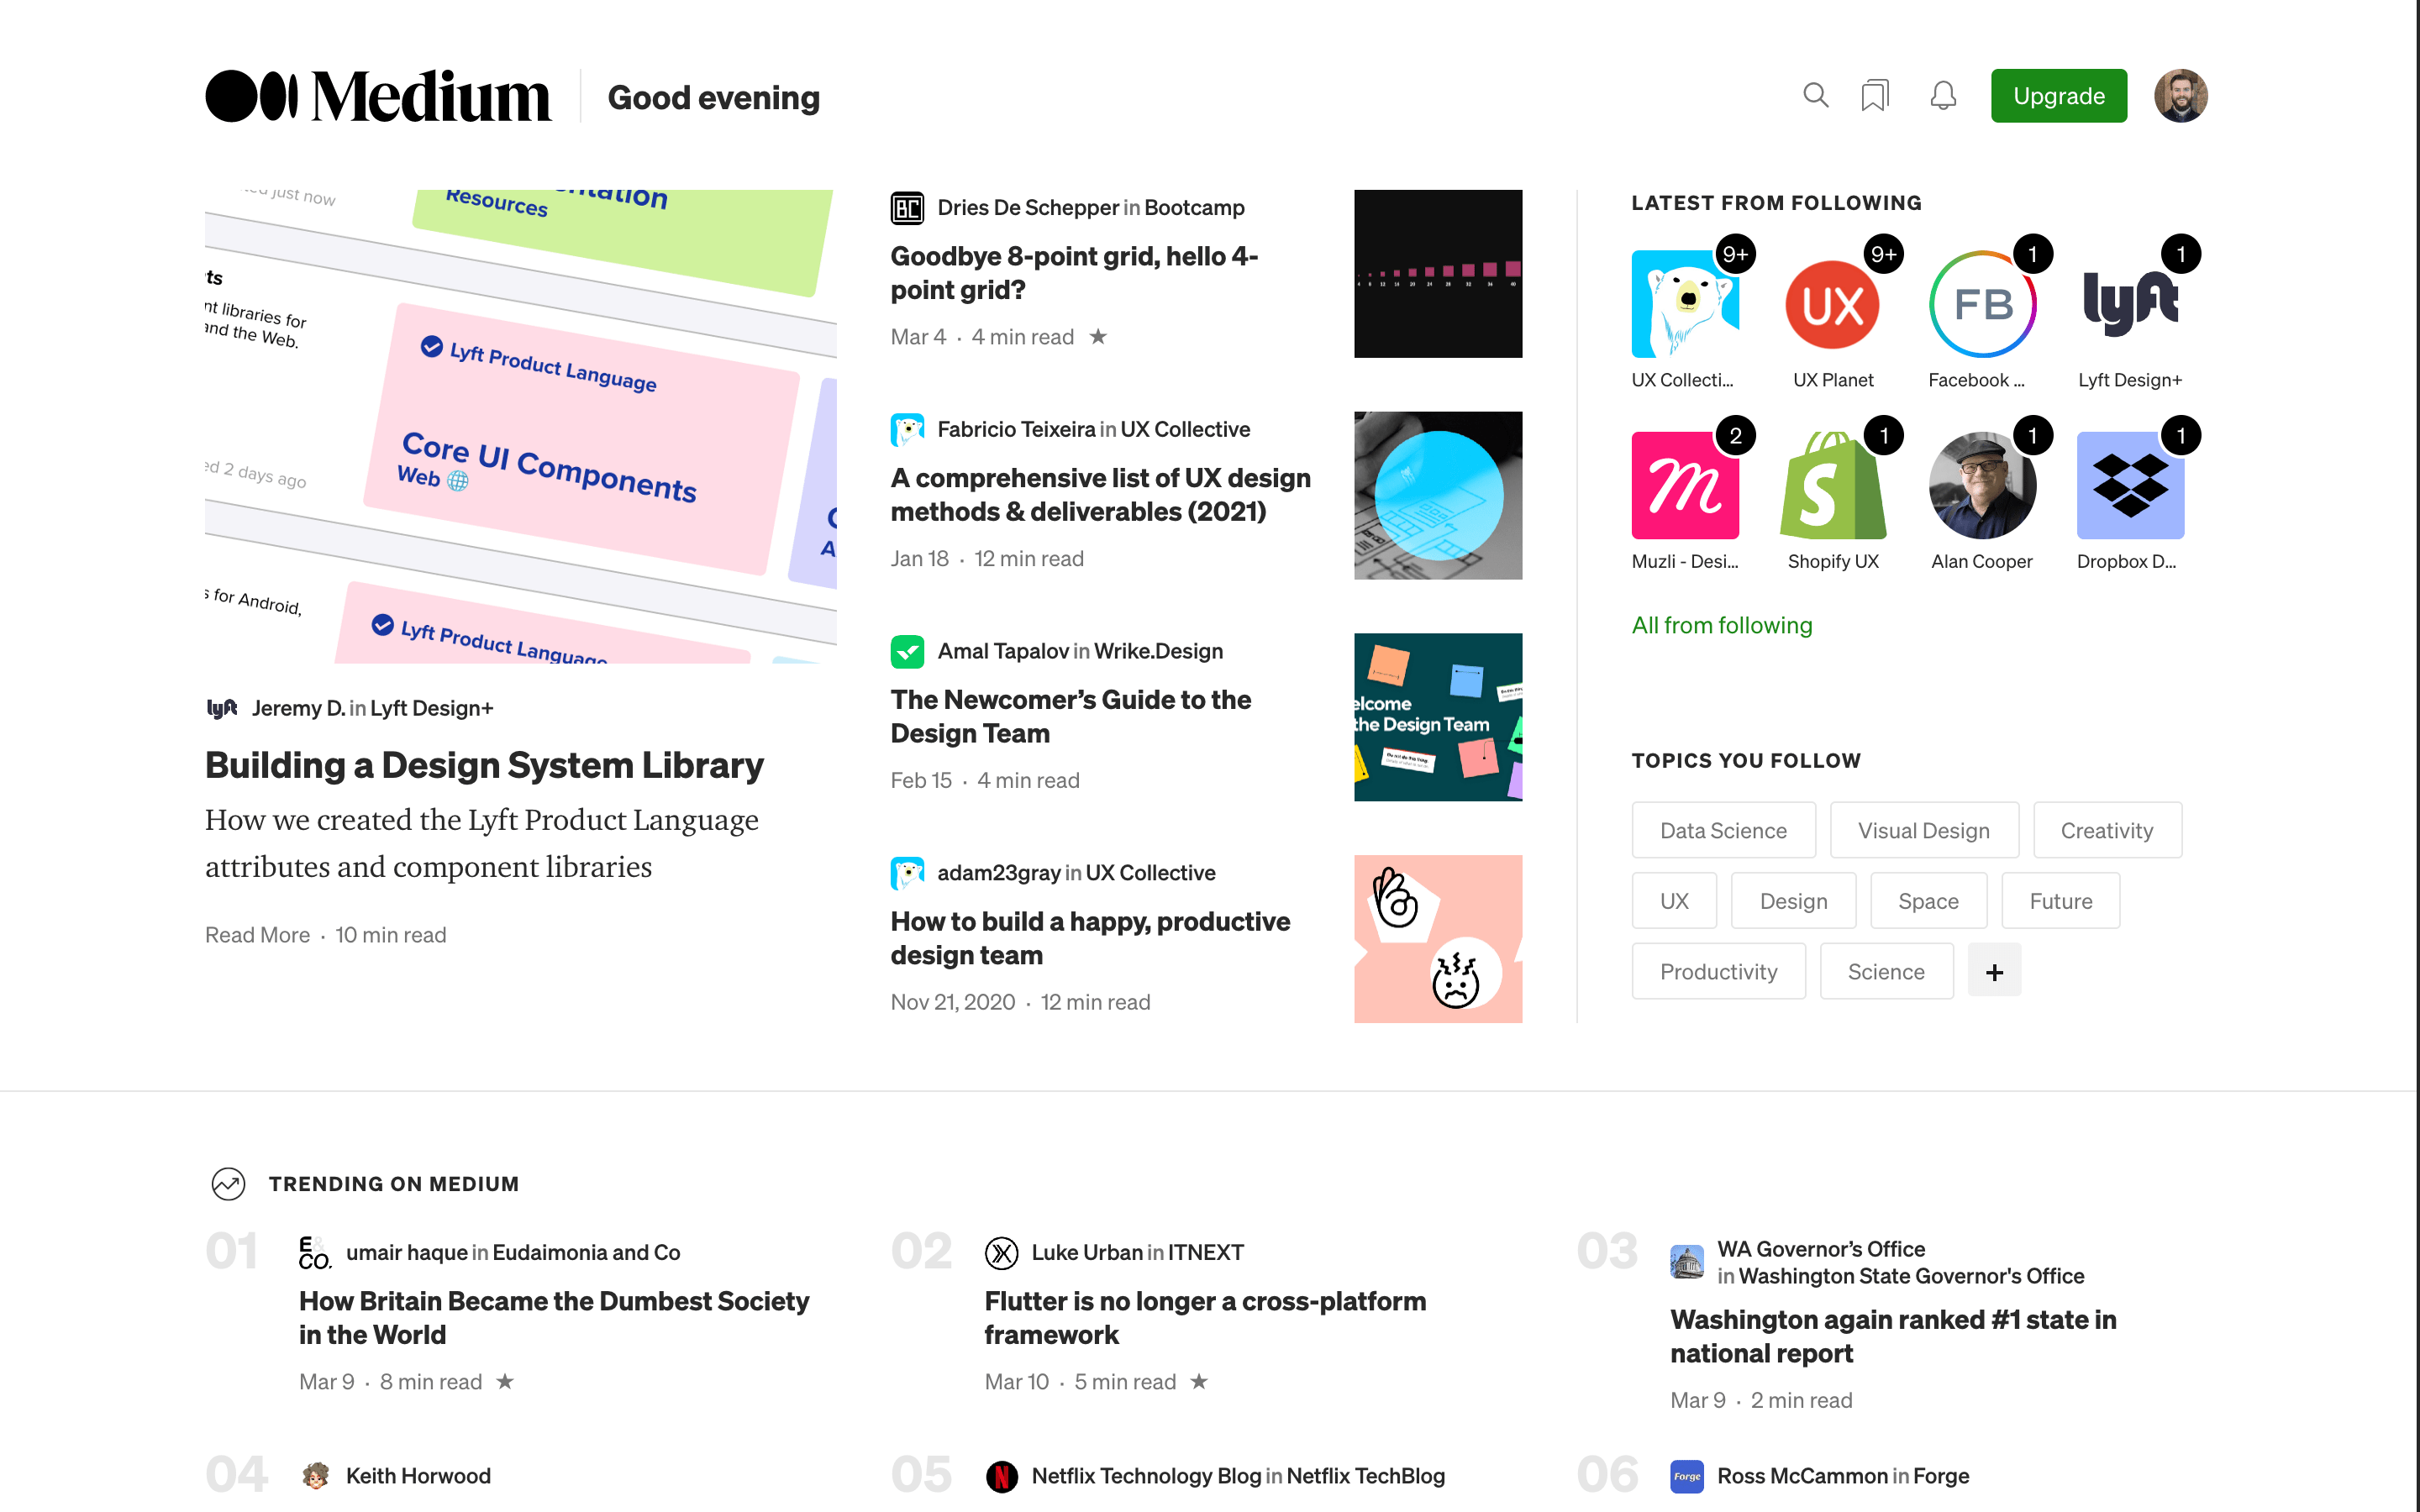 Medium
Good evening
Upgrade
just now
Resources
ts
nt libraries for
and the Web.
Lyft Product Language
Core UI Components
Web
ed 2 days ago
s for Android,
Lyft Product Language
lyft Jeremy D. in Lyft Design+
Building a Design System Library
How we created the Lyft Product Language
attributes and component libraries
Read More · 10 min read
BC Dries De Schepper in Bootcamp
Goodbye 8-point grid, hello 4-
point grid?
Mar 4 · 4 min read ★
Fabricio Teixeira in UX Collective
A comprehensive list of UX design
methods & deliverables (2021)
Jan 18 · 12 min read
Amal Tapalov in Wrike.Design
The Newcomer’s Guide to the
Design Team
Feb 15 · 4 min read
elcome
the Design Team
adam23gray in UX Collective
How to build a happy, productive
design team
Nov 21, 2020 · 12 min read
LATEST FROM FOLLOWING
9+ 9+ 1 1
UX FB lyft
UX Collecti... UX Planet Facebook ... Lyft Design+
2 1 1 1
m S
Muzli - Desi... Shopify UX Alan Cooper Dropbox D...
All from following
TOPICS YOU FOLLOW
Data Science Visual Design Creativity
UX Design Space Future
Productivity Science +
TRENDING ON MEDIUM
01 E& CO. umair haque in Eudaimonia and Co
How Britain Became the Dumbest Society
in the World
Mar 9 · 8 min read ★
02 Luke Urban in ITNEXT
Flutter is no longer a cross-platform
framework
Mar 10 · 5 min read ★
03 WA Governor’s Office
in Washington State Governor's Office
Washington again ranked #1 state in
national report
Mar 9 · 2 min read
04 Keith Horwood
05 N Netflix Technology Blog in Netflix TechBlog
06 Forge Ross McCammon in Forge